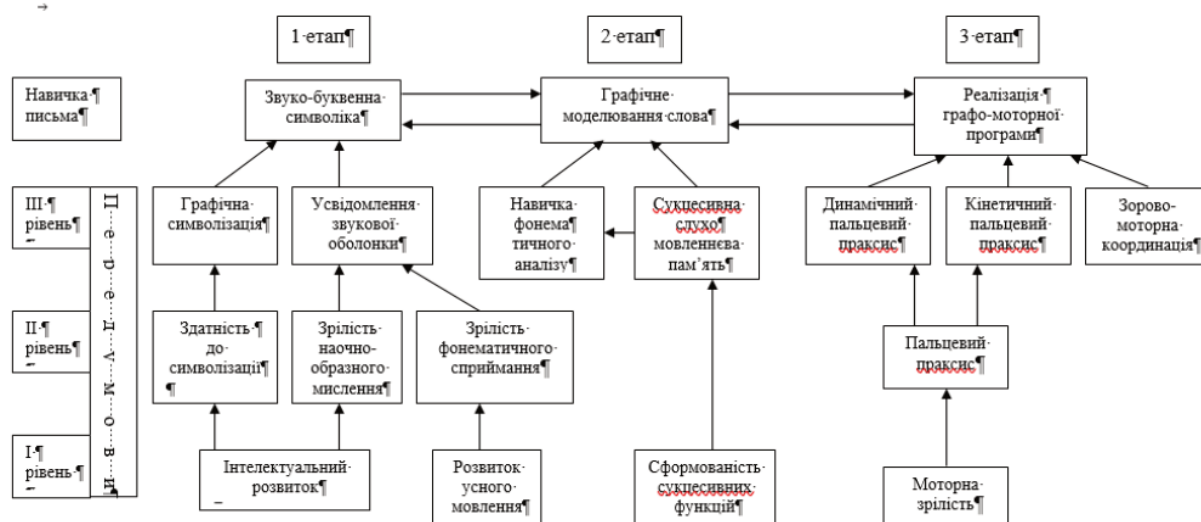 1 етап
2 етап
3 етап
Навичка
письма
Звуко-буквенна
символіка
Графічне
моделювання слова
Реалізація
графо-моторної
програми
ІІІ
рівень
Передумови
Графічна
символізація
Усвідомлення
звукової
оболонки
Навичка
фонема
тичного
аналізу
Сукцесивна
слухо
мовленнєва
пам’ять
Динамічний
пальцевий
праксис
Кінетичний
пальцевий
праксис
Зорово-
моторна
координація
ІІ
рівень
Здатність
до
символізації
Зрілість
наочно-
образного
мислення
Зрілість
фонематичного
сприймання
Пальцевий
праксис
І
рівень
Інтелектуальний
розвиток
Розвиток
усного
мовлення
Сформованість
сукцесивних
функцій
Моторна
зрілість